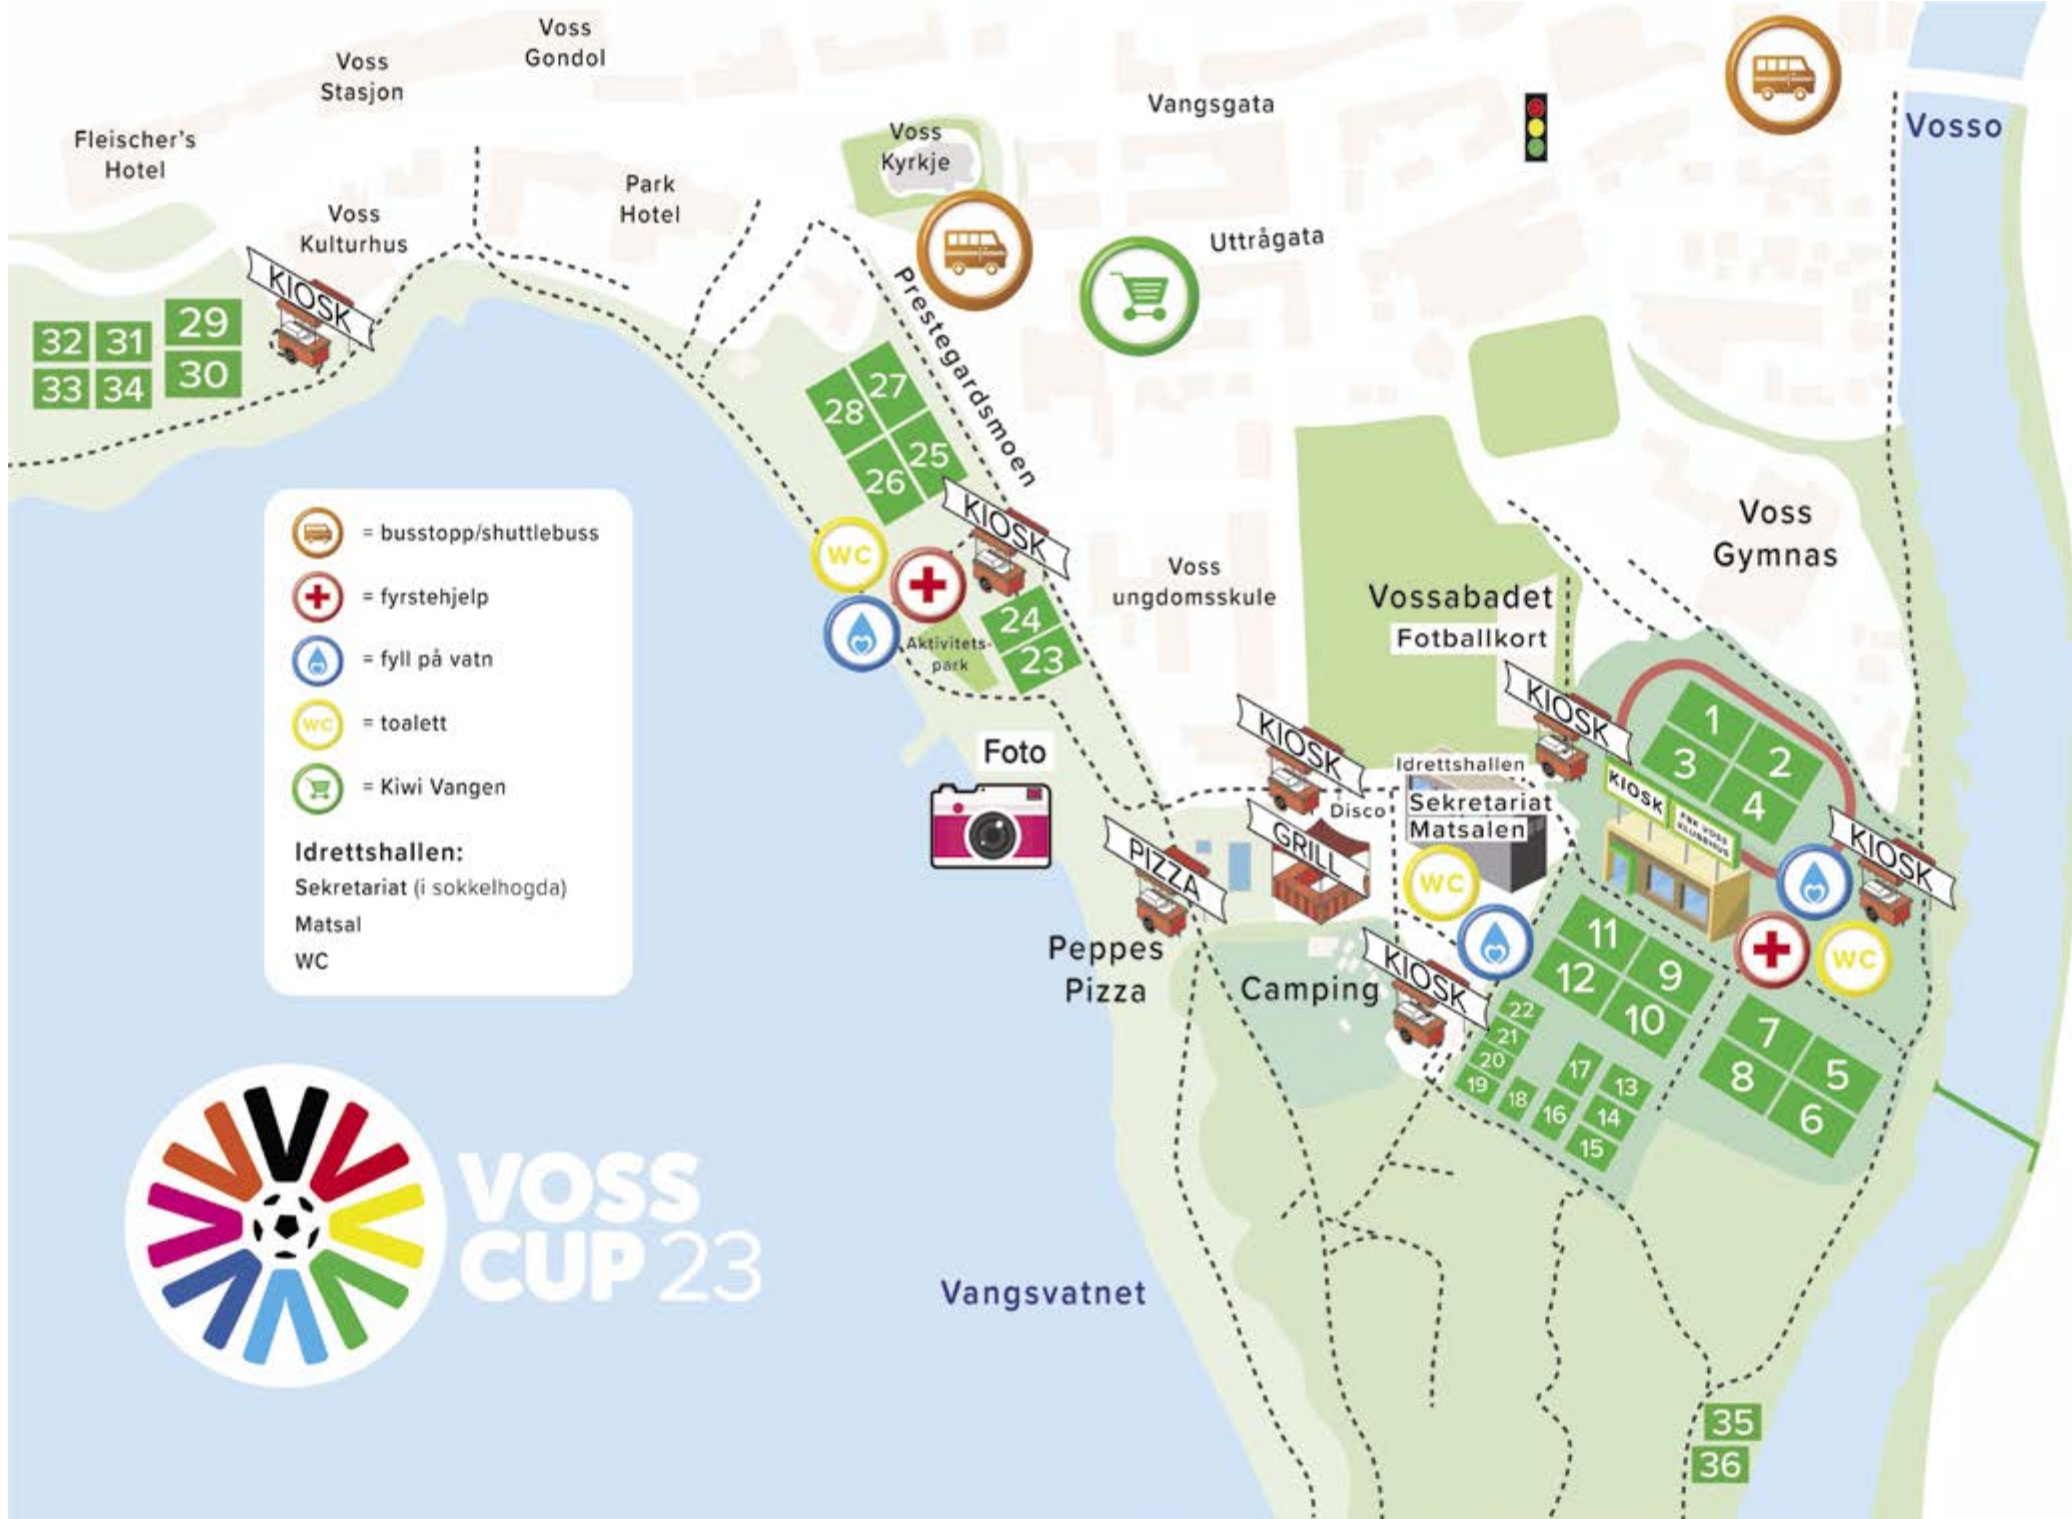 Voss
Gondol
Voss
Stasjon
Fleischer's
Hotel
Voss
Kulturhus
Park
Hotel
Voss
Kyrkje
Vangsgata
Uttrågata
Vosso
Prestegardsmoen
KIOSK
32
31
29
33
34
30
27
28
25
26
KIOSK
WC
24
23
Aktivitets-
park
Voss
ungdomsskule
Voss
Gymnas
Vossabadet
Fotballkort
= busstopp/shuttlebuss
= fyrstehjelp
= fyll på vatn
WC
= toalett
= Kiwi Vangen
Idrettshallen:
Sekretariat (i sokkelhogda)
Matsal
WC
Foto
KIOSK
KIOSK
Idrettshallen
Disco
Sekretariat
Matsalen
GRILL
PIZZA
Peppes
Pizza
WC
1
2
3
4
KIOSK
FBK VOSS
KLUBBHUS
KIOSK
WC
Camping
KIOSK
11
12
9
10
22
21
20
19
18
17
16
13
14
15
7
8
5
6
VOSS
CUP 23
Vangsvatnet
35
36